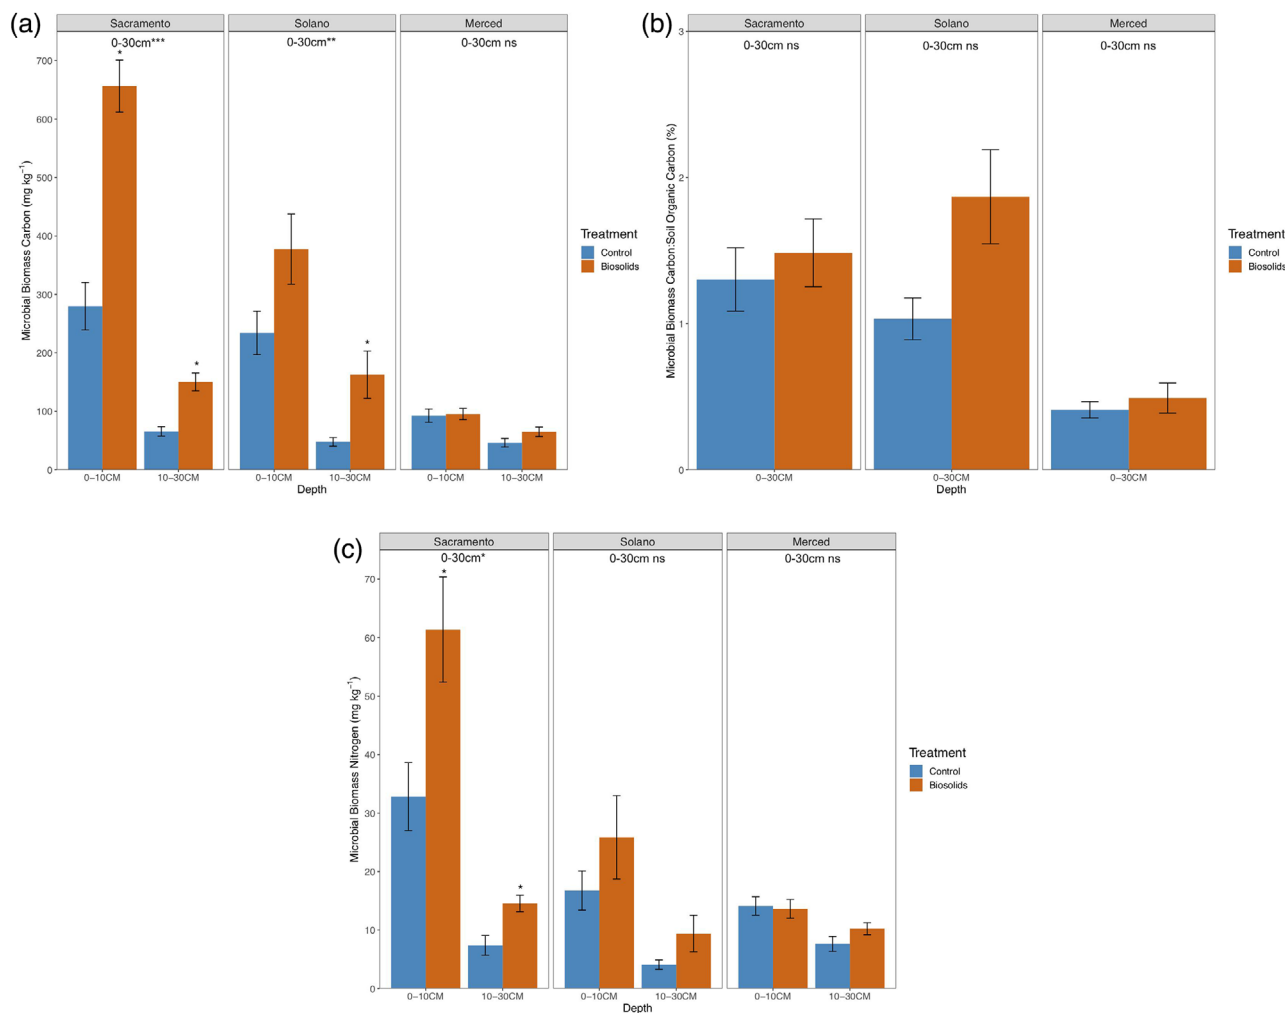 (a)
Sacramento
Solano
Merced
0-30cm***
0-30cm**
0-30cm ns
*
*
*
Microbial Biomass Carbon (mg kg⁻¹)
700
600
500
400
300
200
100
0
0–10CM
10–30CM
0–10CM
10–30CM
0–10CM
10–30CM
Depth
Treatment
Control
Biosolids
(b)
Sacramento
Solano
Merced
0-30cm ns
0-30cm ns
0-30cm ns
Microbial Biomass Carbon:Soil Organic Carbon (%)
3
2
1
0
0–30CM
0–30CM
0–30CM
Depth
Treatment
Control
Biosolids
(c)
Sacramento
Solano
Merced
0-30cm*
0-30cm ns
0-30cm ns
*
*
Microbial Biomass Nitrogen (mg kg⁻¹)
70
60
50
40
30
20
10
0
0–10CM
10–30CM
0–10CM
10–30CM
0–10CM
10–30CM
Depth
Treatment
Control
Biosolids